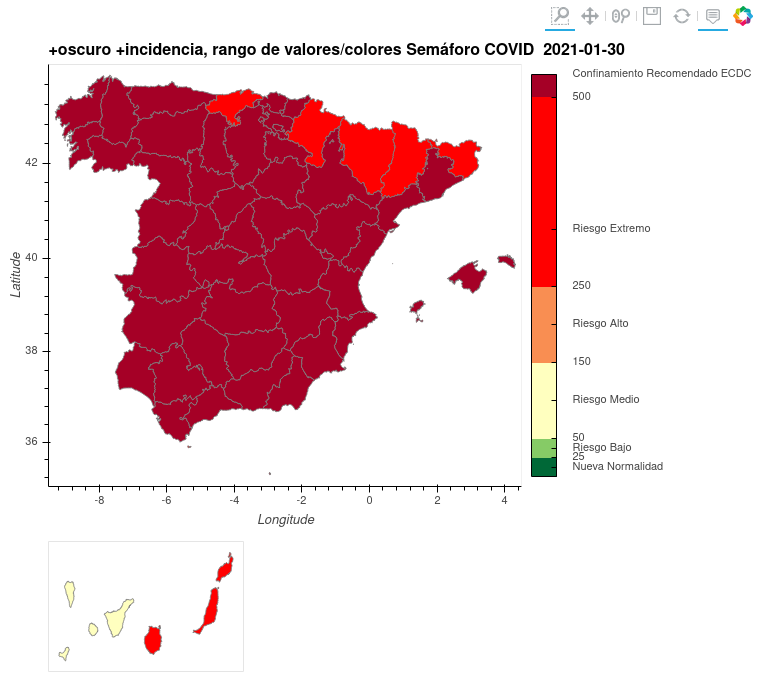 +oscuro +incidencia, rango de valores/colores Semáforo COVID  2021-01-30
Confinamiento Recomendado ECDC
500
Riesgo Extremo
250
Riesgo Alto
150
Riesgo Medio
50
Riesgo Bajo
25
Nueva Normalidad
Latitude
42
40
38
36
-8
-6
-4
-2
0
2
4
Longitude